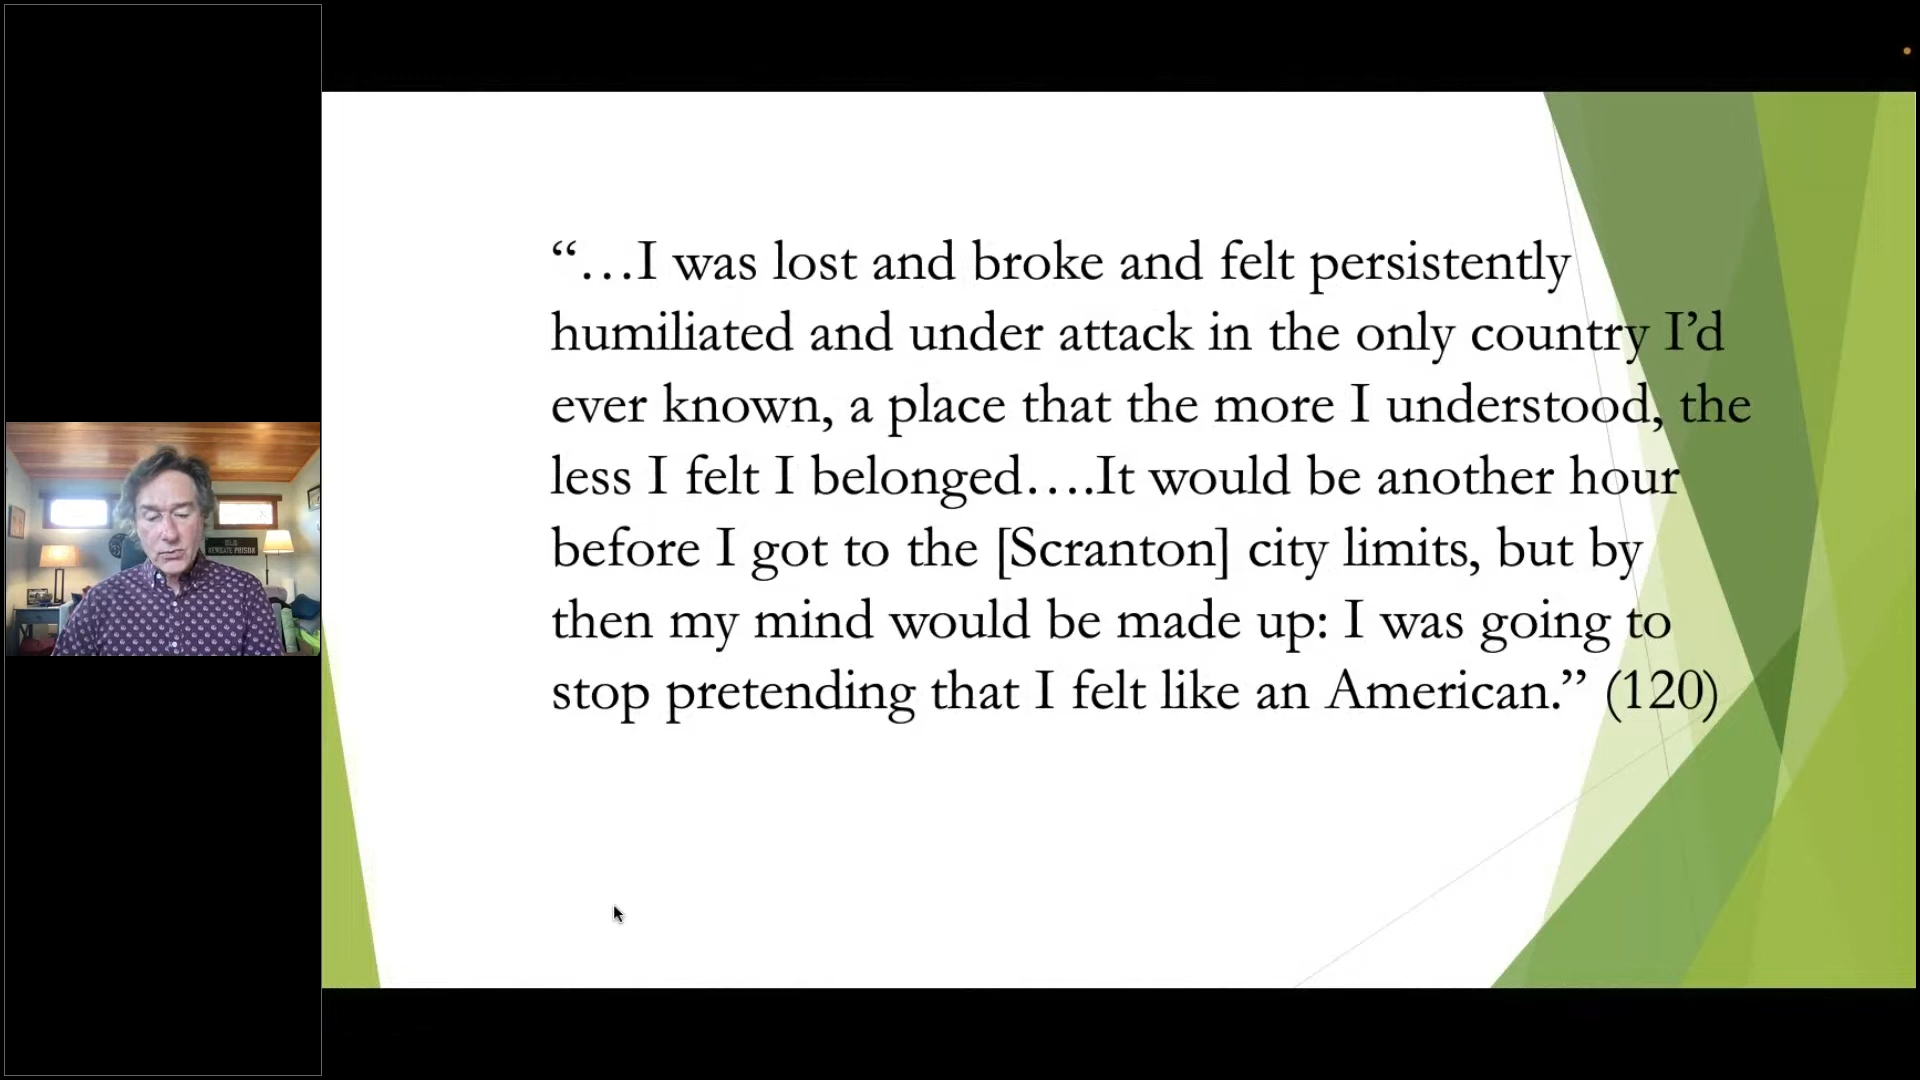 “…I was lost and broke and felt persistently
humiliated and under attack in the only country I’d
ever known, a place that the more I understood, the
less I felt I belonged….It would be another hour
before I got to the [Scranton] city limits, but by
then my mind would be made up: I was going to
stop pretending that I felt like an American.” (120)
NEWGATE PRISON